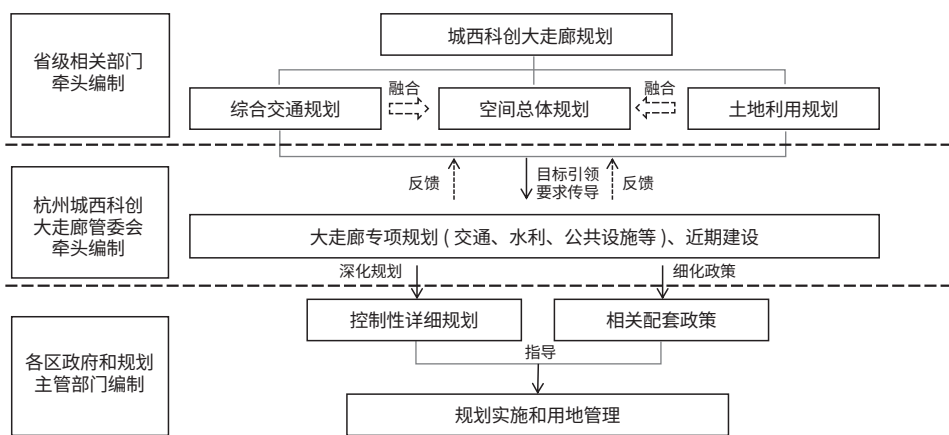 城西科创大走廊规划
省级相关部门
牵头编制
融合
融合
综合交通规划
空间总体规划
土地利用规划
反馈
目标引领
要求传导
反馈
杭州城西科创
大走廊管委会
牵头编制
大走廊专项规划 ( 交通、水利、公共设施等 )、近期建设
深化规划
细化政策
控制性详细规划
相关配套政策
指导
各区政府和规划
主管部门编制
规划实施和用地管理